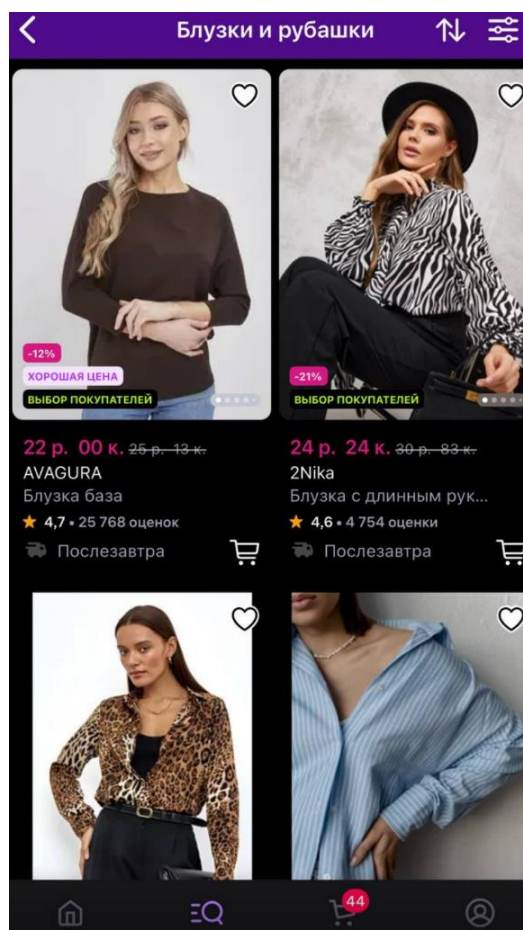 Блузки и рубашки
-12%
ХОРОШАЯ ЦЕНА
ВЫБОР ПОКУПАТЕЛЕЙ
22 р. 00 к. 25 р. 13 к.
AVAGURA
Блузка база
4,7 • 25 768 оценок
Послезавтра
-21%
ВЫБОР ПОКУПАТЕЛЕЙ
24 р. 24 к. 30 р. 83 к.
2Nika
Блузка с длинным рук...
4,6 • 4 754 оценки
Послезавтра
44